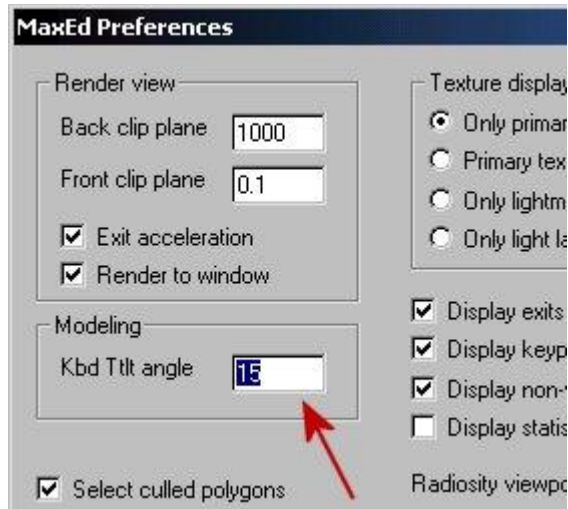 MaxEd Preferences
Render view
Back clip plane 1000
Front clip plane 0.1
Exit acceleration
Render to window
Modeling
Kbd Ttlt angle 15
Select culled polygons
Texture display
Only primar
Primary tex
Only lightm
Only light la
Display exits
Display keyp
Display non-
Display statis
Radiosity viewpo